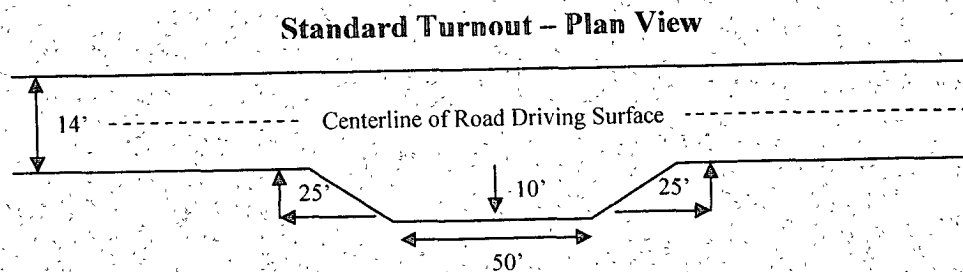 Standard Turnout – Plan View
14'
Centerline of Road Driving Surface
25'
10'
25'
50'